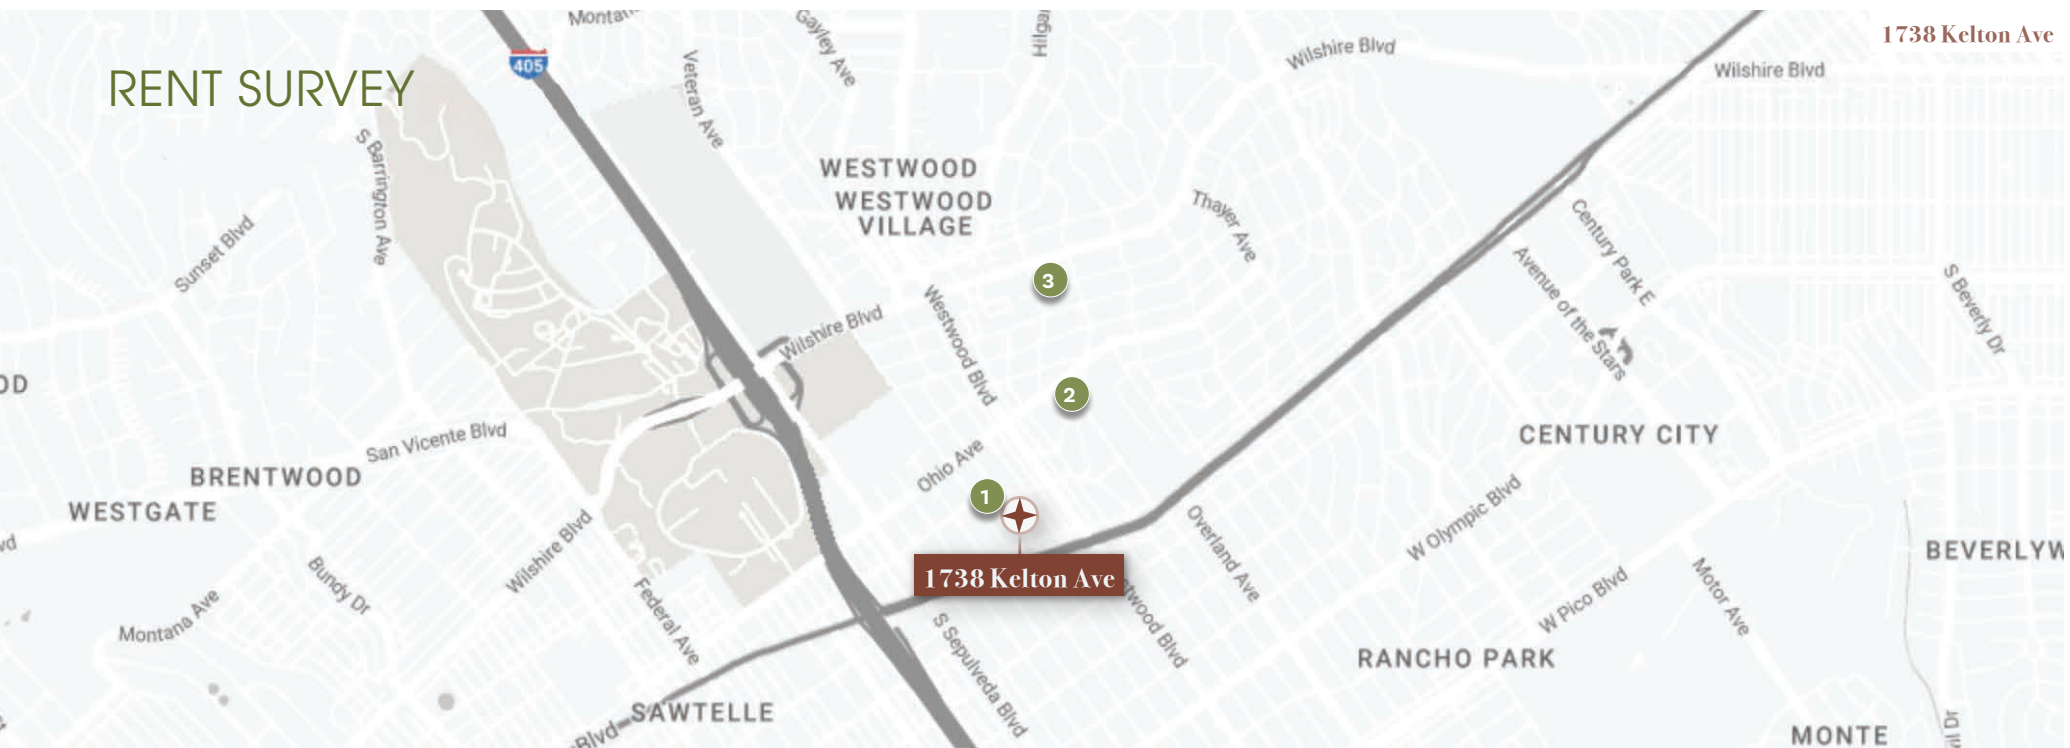 1738 Kelton Ave
RENT SURVEY
405
Gayley Ave
Veteran Ave
Wilshire Blvd
Wilshire Blvd
S Barrington Ave
Sunset Blvd
WESTWOOD
WESTWOOD
VILLAGE
Thayer Ave
Century Park E
Avenue of the Stars
S Beverly Dr
3
Westwood Blvd
Wilshire Blvd
2
San Vicente Blvd
CENTURY CITY
BRENTWOOD
Ohio Ave
WESTGATE
1
Wilshire Blvd
Overland Ave
W Olympic Blvd
Bundy Dr
1738 Kelton Ave
Montana Ave
Federal Ave
S Sepulveda Blvd
W Pico Blvd
Motor Ave
RANCHO PARK
SAWTELLE
Blvd
MONTE